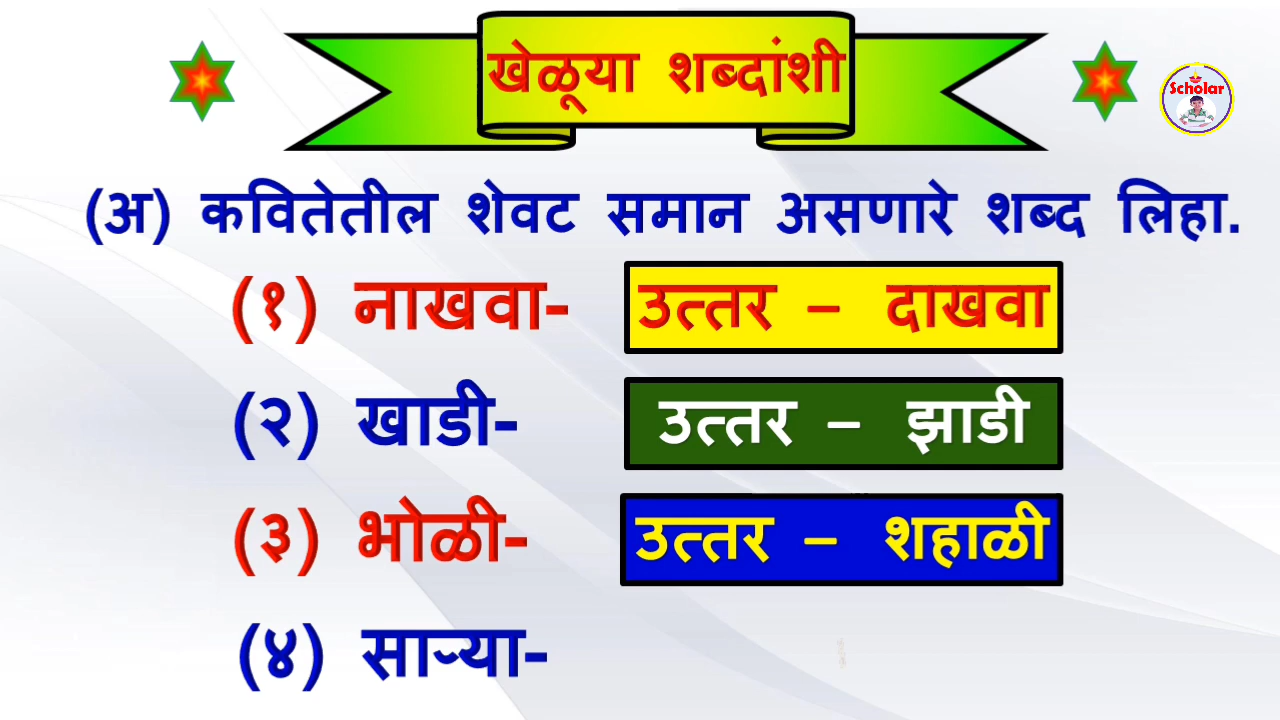 खेळूया शब्दांशी
Scholar
(अ) कवितेतील शेवट समान असणारे शब्द लिहा.
(१) नाखवा- उत्तर – दाखवा
(२) खाडी- उत्तर – झाडी
(३) भोळी- उत्तर – शहाळी
(४) साऱ्या-